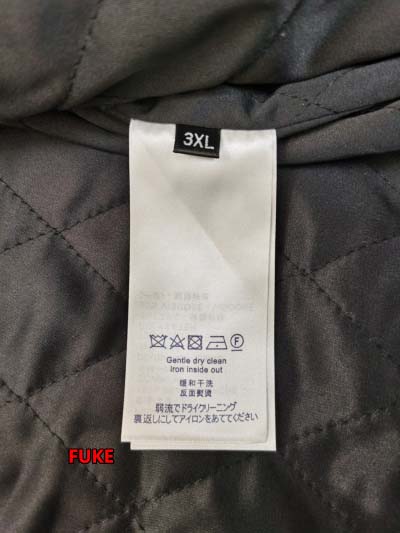 3XL
Gentle dry clean
Iron inside out
缓和干洗
反面熨烫
弱流でドライクリーニング
裏返しにしてアイロンをあててください
FUKE